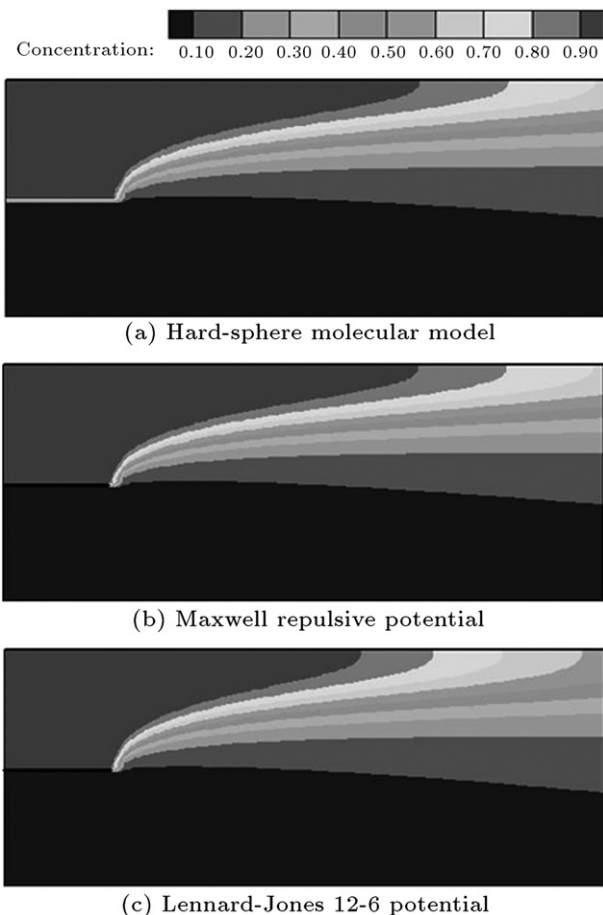 Concentration: 0.10 0.20 0.30 0.40 0.50 0.60 0.70 0.80 0.90
(a) Hard-sphere molecular model
(b) Maxwell repulsive potential
(c) Lennard-Jones 12-6 potential